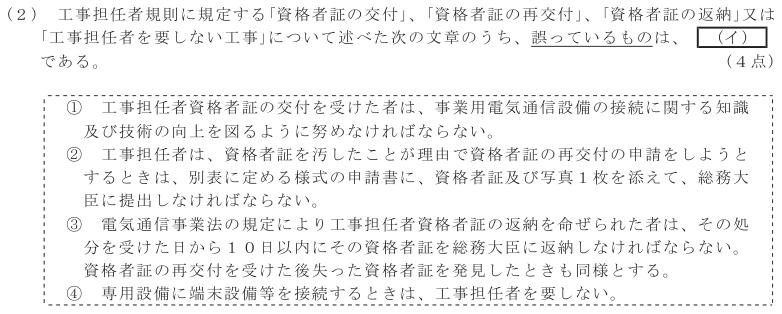 (2) 工事担任者規則に規定する「資格者証の交付」、「資格者証の再交付」、「資格者証の返納」又は
「工事担任者を要しない工事」について述べた次の文章のうち、誤っているものは、 (イ)
である。 (4点)
① 工事担任者資格者証の交付を受けた者は、事業用電気通信設備の接続に関する知識
及び技術の向上を図るように努めなければならない。
② 工事担任者は、資格者証を汚したことが理由で資格者証の再交付の申請をしようと
するときは、別表に定める様式の申請書に、資格者証及び写真1枚を添えて、総務大
臣に提出しなければならない。
③ 電気通信事業法の規定により工事担任者資格者証の返納を命ぜられた者は、その処
分を受けた日から10日以内にその資格者証を総務大臣に返納しなければならない。
資格者証の再交付を受けた後失った資格者証を発見したときも同様とする。
④ 専用設備に端末設備等を接続するときは、工事担任者を要しない。